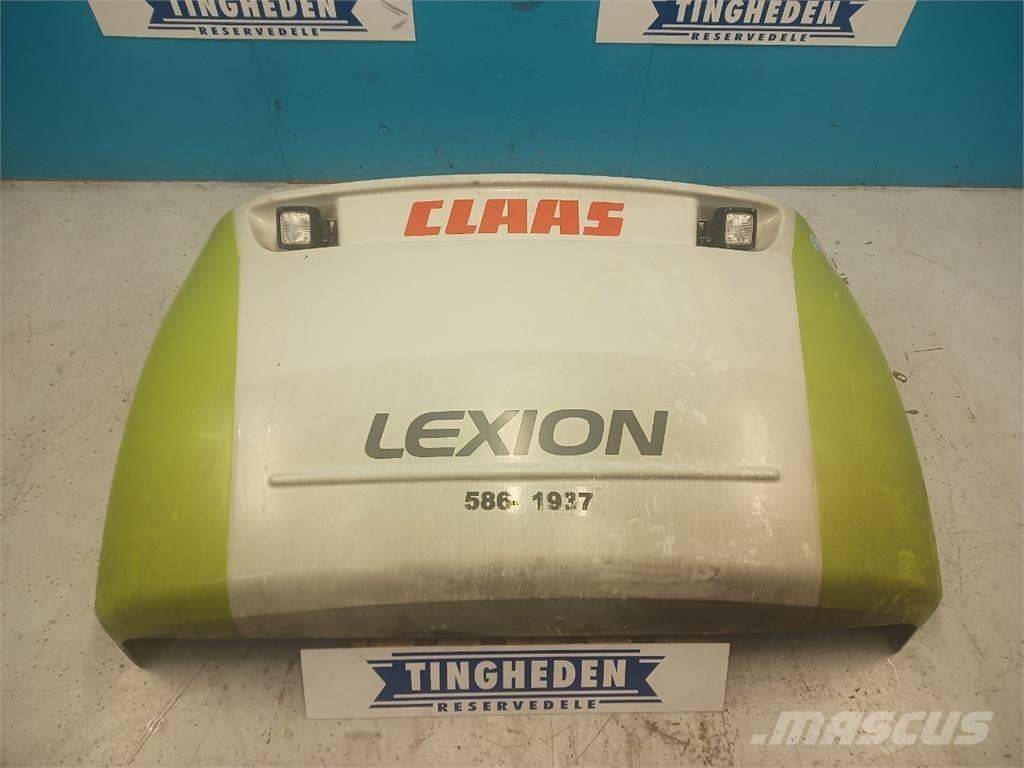 TINGHEDEN
RESERVEDELE
TINGHEDEN
RESERVEDELE
CLAAS
LEXION
586- 1937
TINGHEDEN
RESERVEDELE
mascus